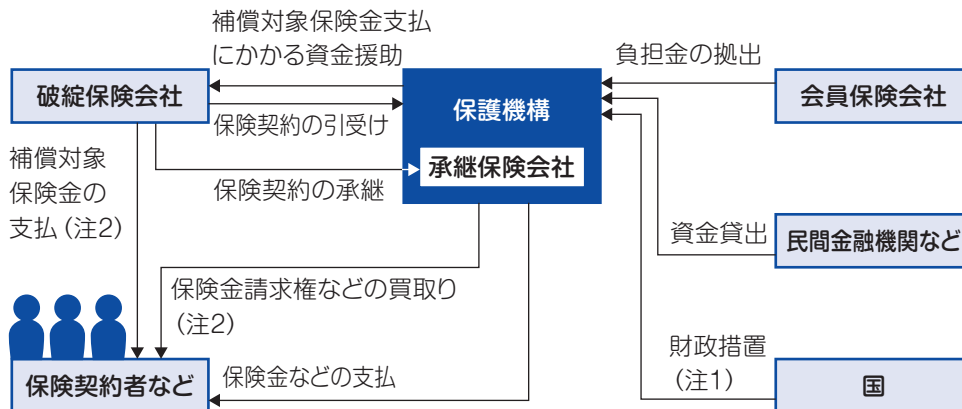 補償対象保険金支払
にかかる資金援助
負担金の拠出
破綻保険会社
保護機構
会員保険会社
保険契約の引受け
承継保険会社
補償対象
保険金の
支払(注2)
保険契約の承継
資金貸出
民間金融機関など
保険金請求権などの買取り
(注2)
財政措置
(注1)
保険契約者など
保険金などの支払
国